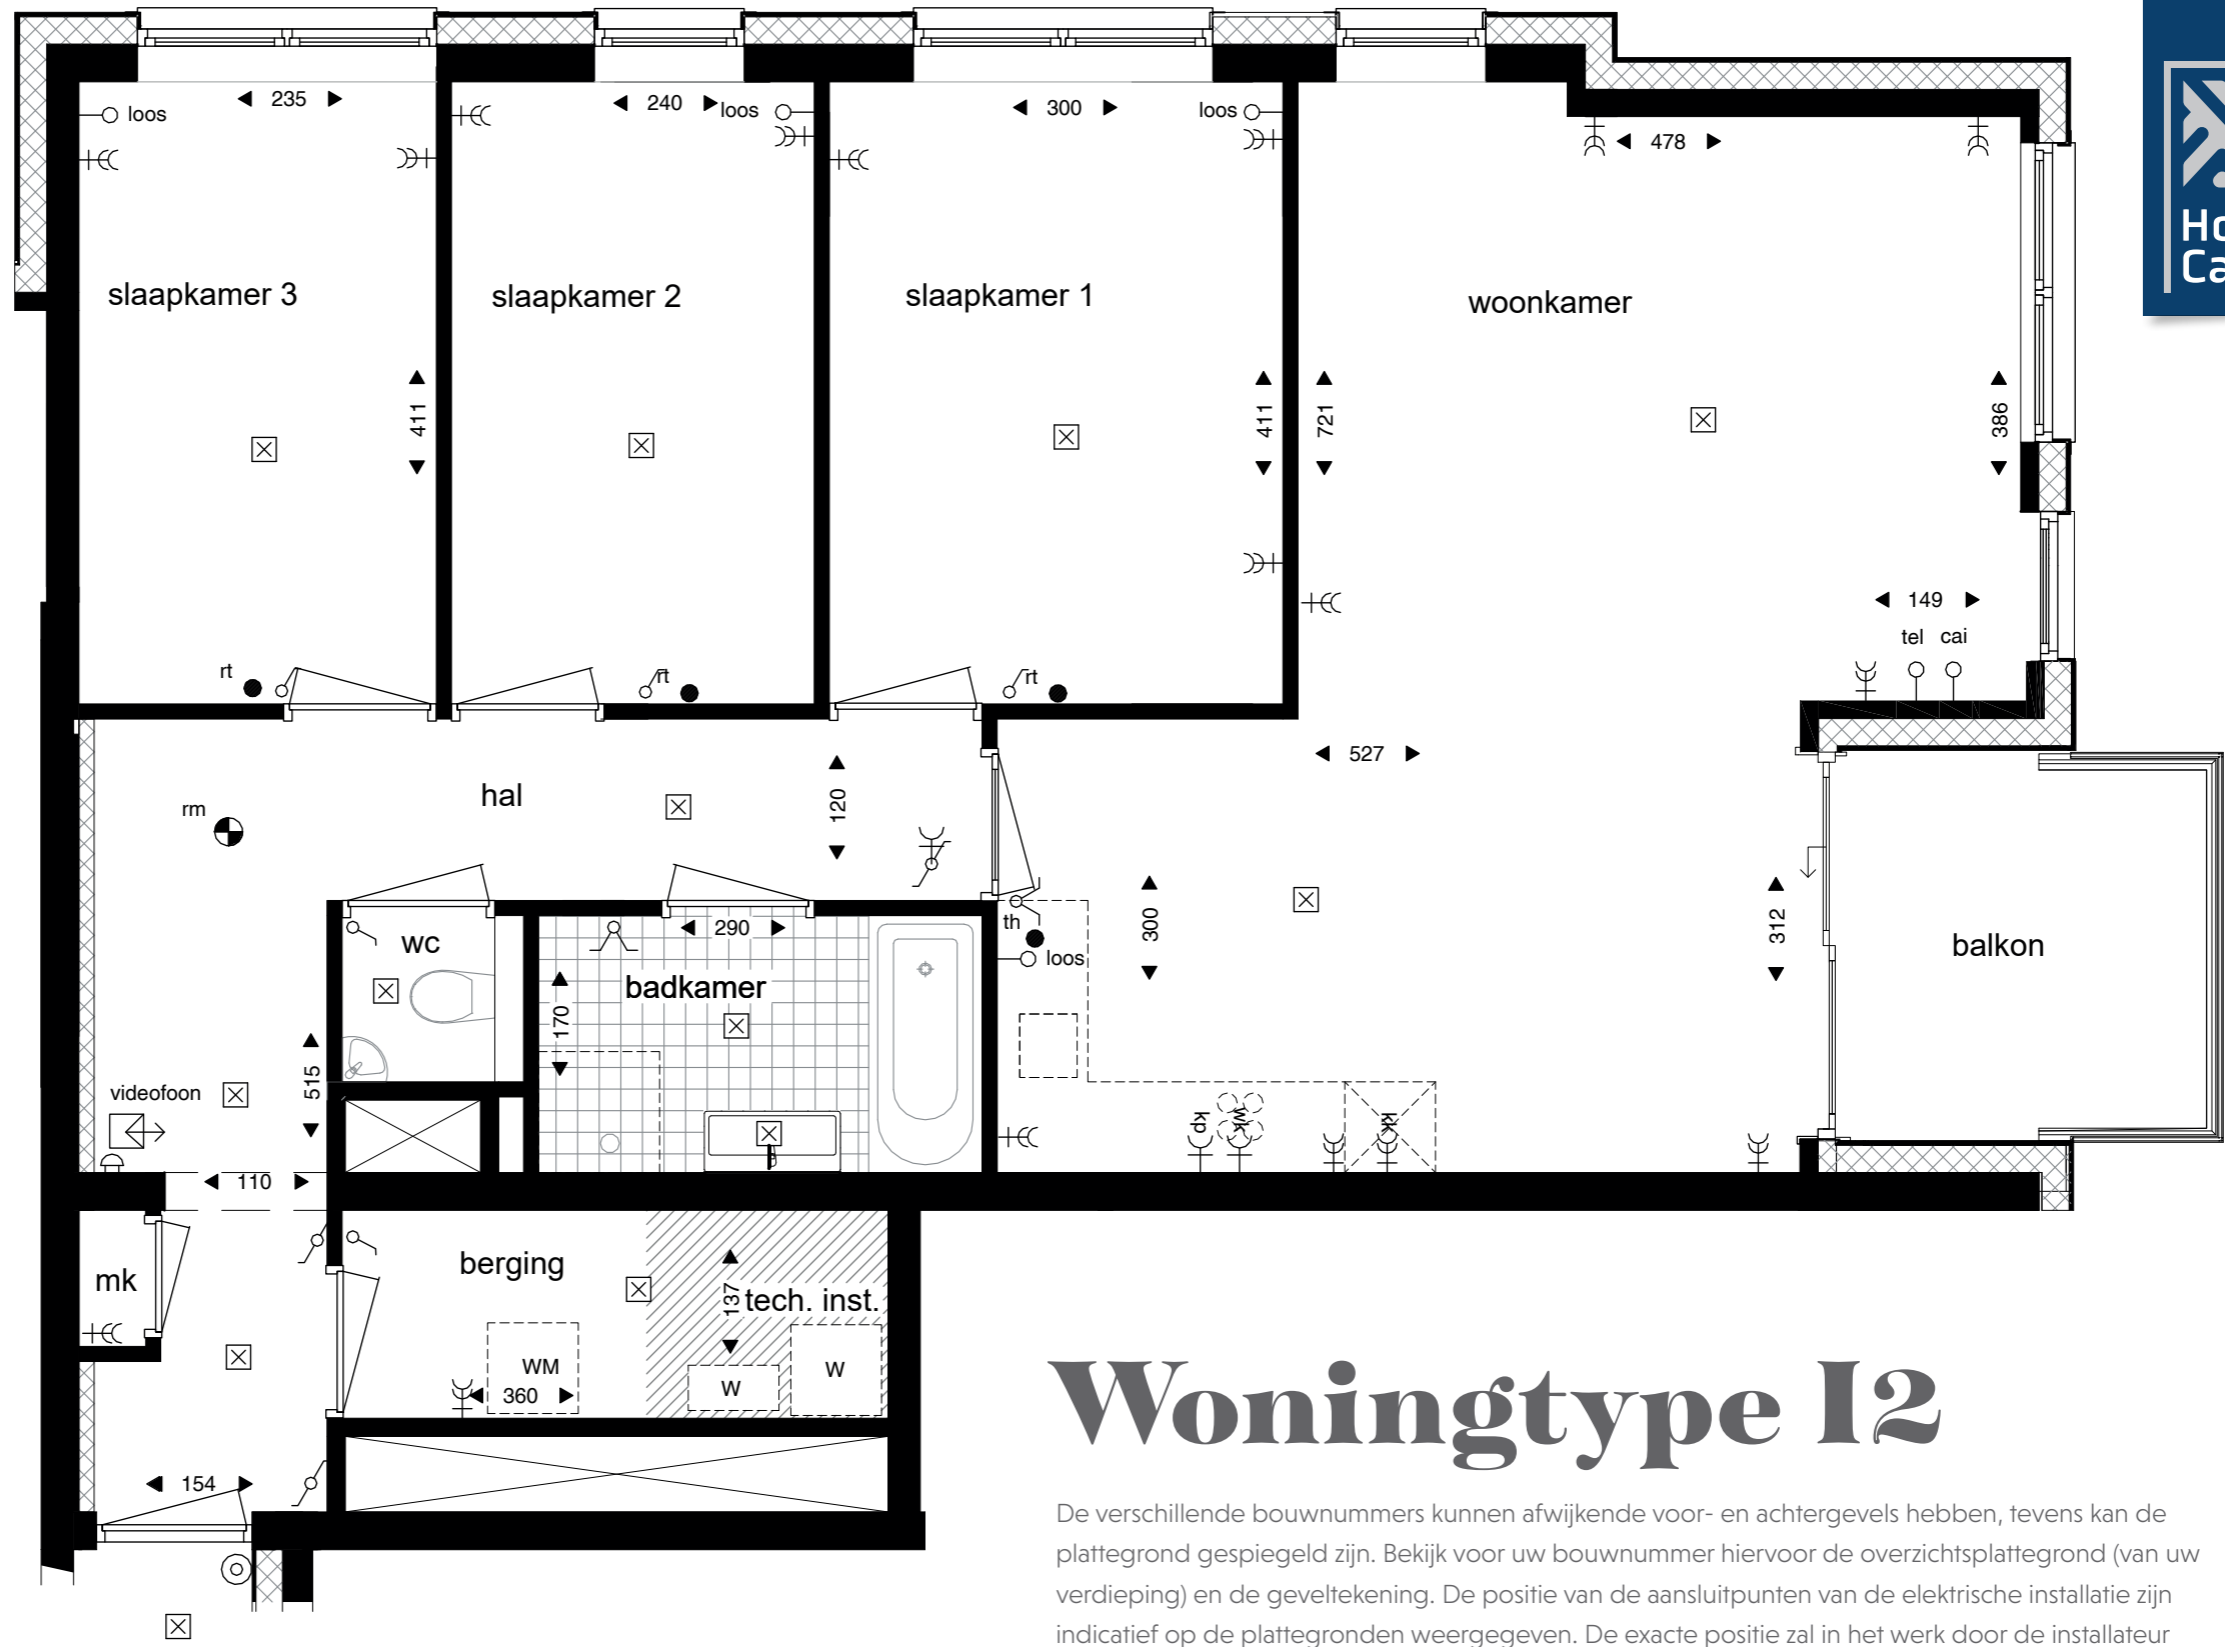 235
240
300
478
loos
loos
loos
slaapkamer 3
slaapkamer 2
slaapkamer 1
woonkamer
411
411
721
386
149
tel cai
rt
rt
rt
527
hal
120
rm
th
loos
300
312
balkon
wc
290
badkamer
170
515
videofoon
kp
wk
kk
110
mk
berging
137
tech. inst.
WM
360
W
W
154
Woningtype I2
De verschillende bouwnummers kunnen afwijkende voor- en achtergevels hebben, tevens kan de
plattegrond gespiegeld zijn. Bekijk voor uw bouwnummer hiervoor de overzichtsplattegrond (van uw
verdieping) en de geveltekening. De positie van de aansluitpunten van de elektrische installatie zijn
indicatief op de plattegronden weergegeven. De exacte positie zal in het werk door de installateur